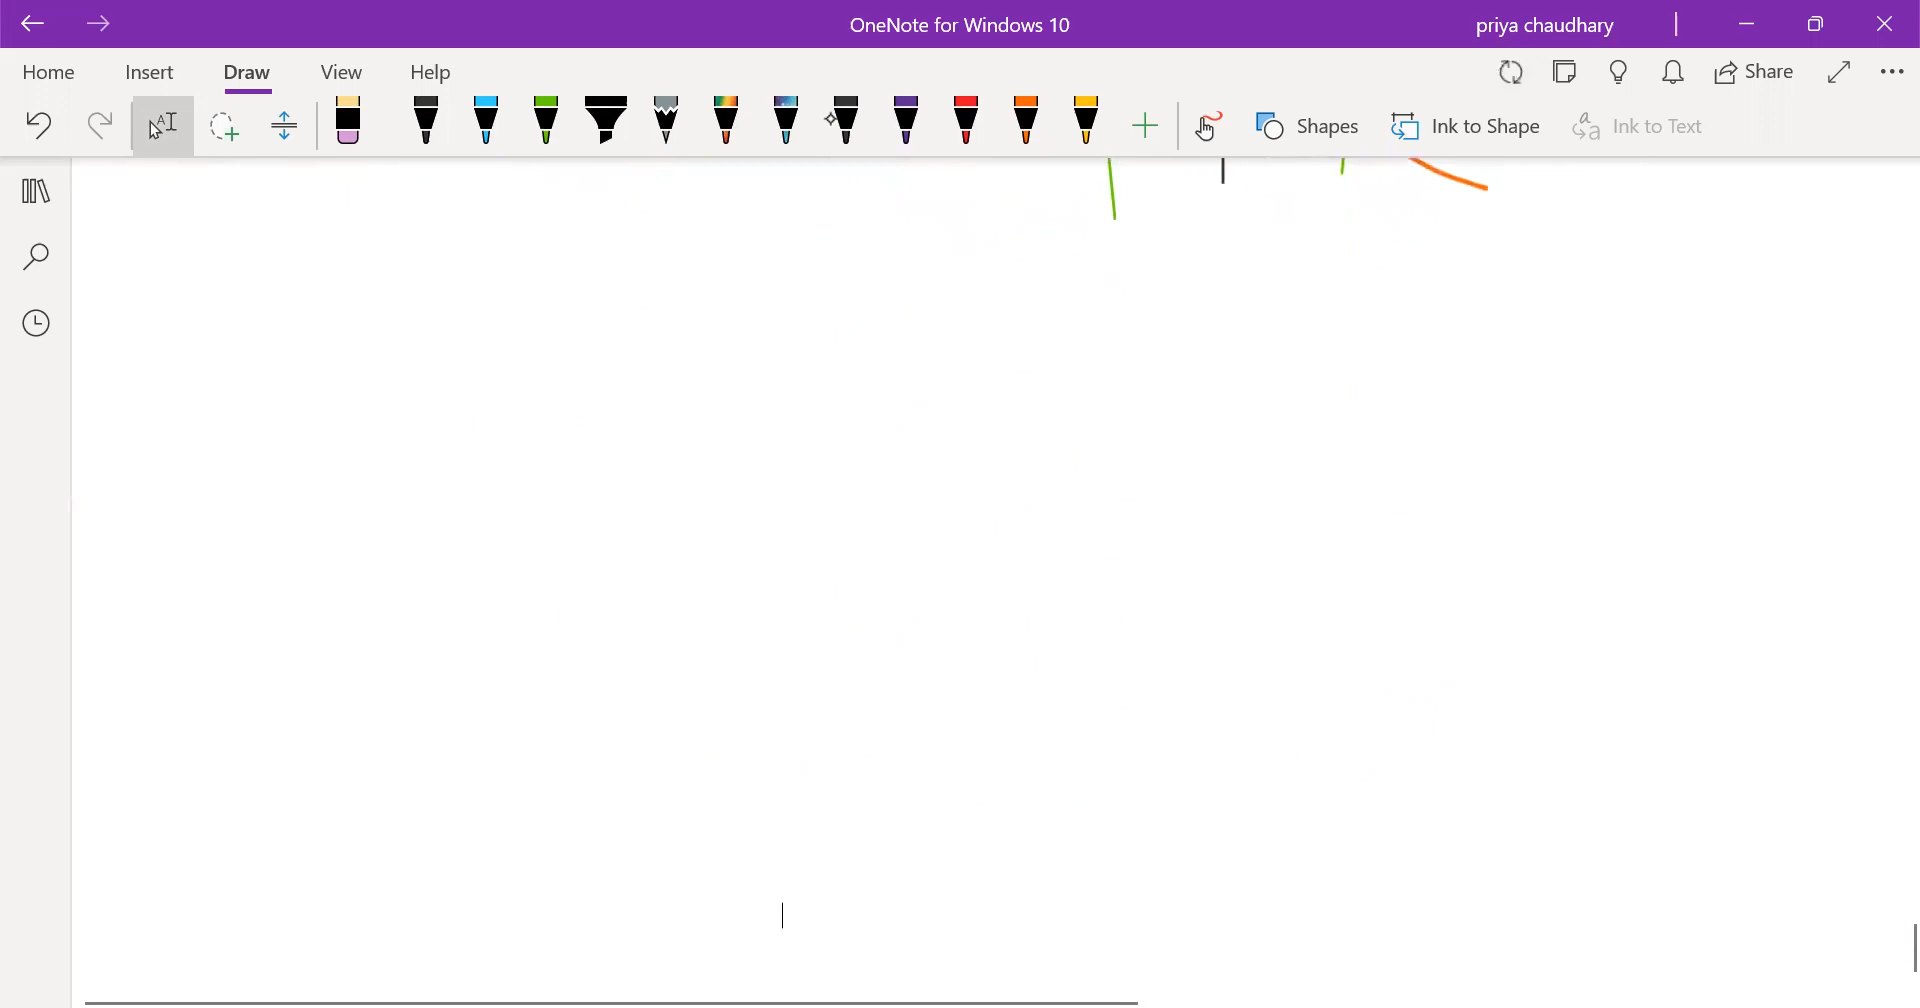 OneNote for Windows 10
priya chaudhary
Home Insert Draw View Help
Share
Shapes
Ink to Shape
Ink to Text